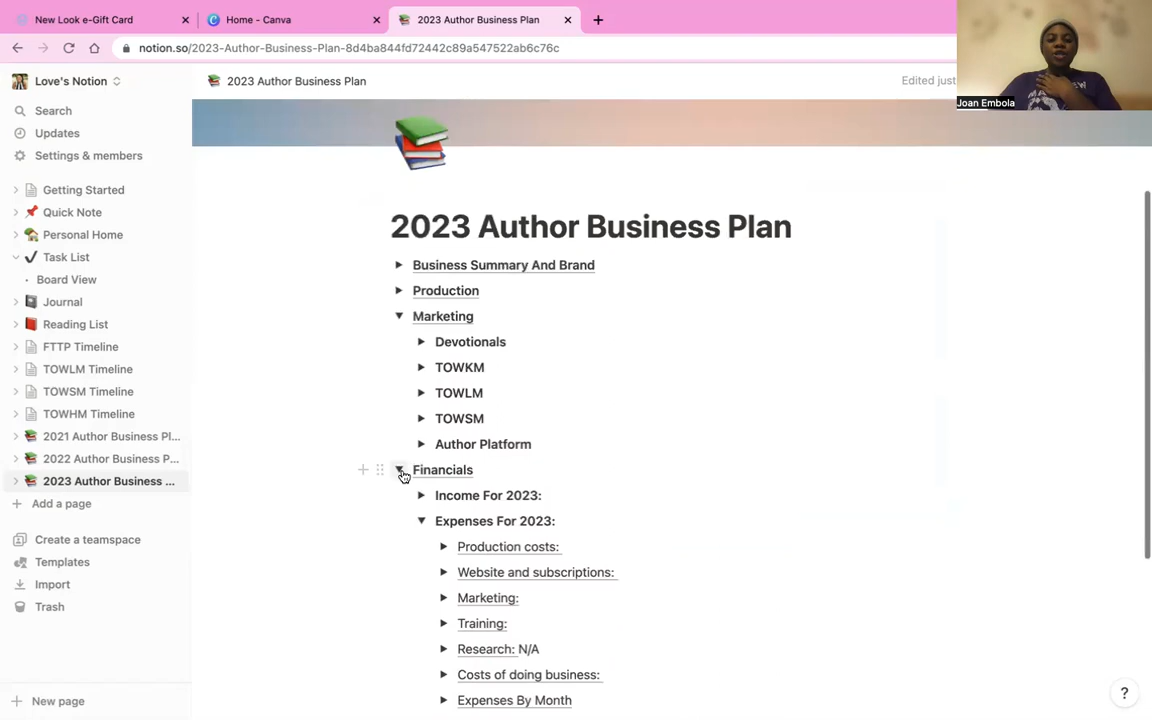 New Look e-Gift Card
Home - Canva
2023 Author Business Plan
notion.so/2023-Author-Business-Plan-8d4ba844fd72442c89a547522ab6c76c
Love's Notion
2023 Author Business Plan
Edited just
Joan Embola
Search
Updates
Settings & members
Getting Started
Quick Note
Personal Home
Task List
Board View
Journal
Reading List
FTTP Timeline
TOWLM Timeline
TOWSM Timeline
TOWHM Timeline
2021 Author Business Pl...
2022 Author Business P...
2023 Author Business ...
Add a page
Create a teamspace
Templates
Import
Trash
New page
2023 Author Business Plan
Business Summary And Brand
Production
Marketing
Devotionals
TOWKM
TOWLM
TOWSM
Author Platform
Financials
Income For 2023:
Expenses For 2023:
Production costs:
Website and subscriptions:
Marketing:
Training:
Research: N/A
Costs of doing business:
Expenses By Month
?